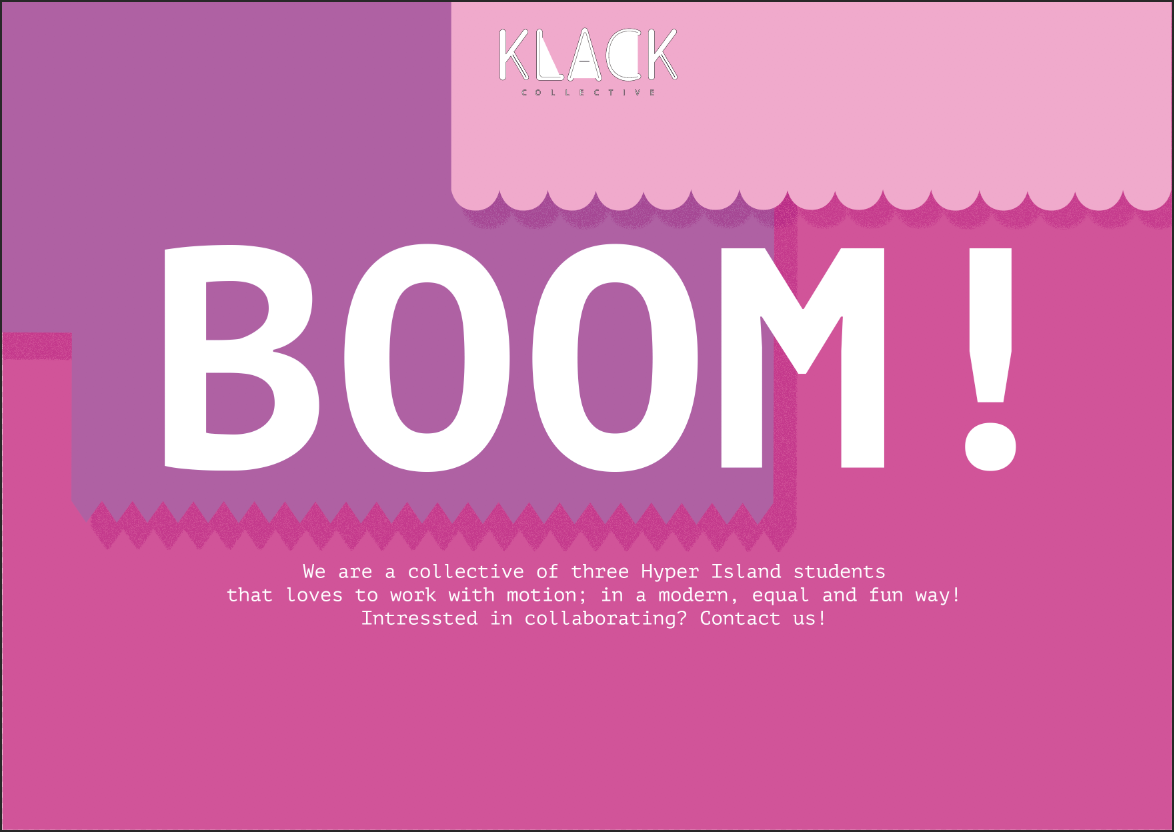 KLACK
COLLECTIVE
BOOM!
We are a collective of three Hyper Island students
that loves to work with motion; in a modern, equal and fun way!
Intressted in collaborating? Contact us!